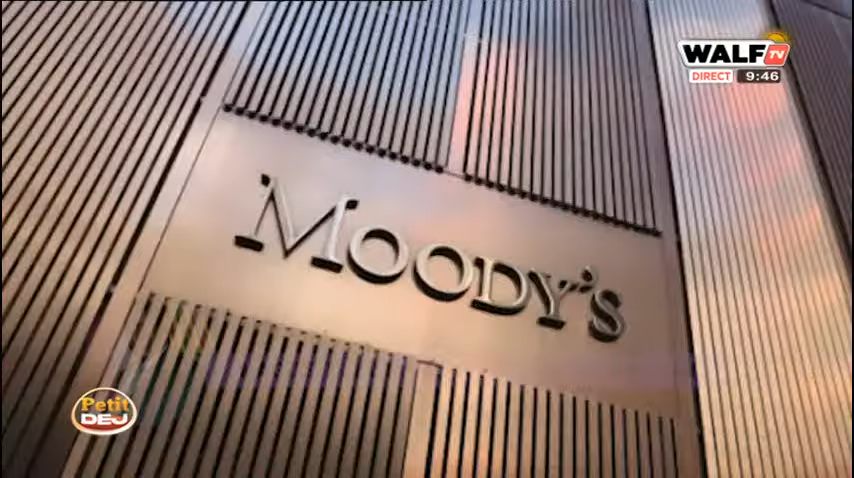 WALF TV
DIRECT 9:46
MOODY'S
Petit
DEJ